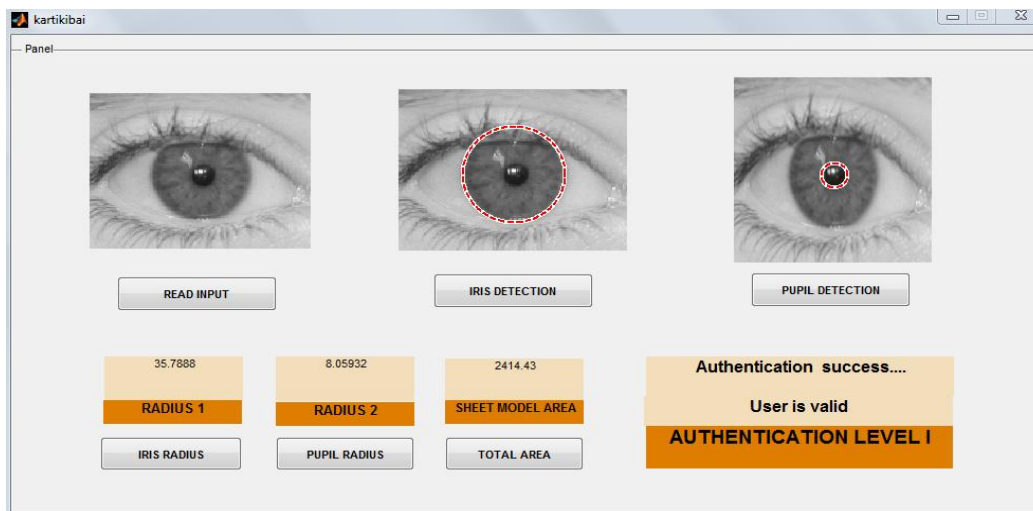 kartikibai
Panel
READ INPUT
IRIS DETECTION
PUPIL DETECTION
35.7888
8.05932
2414.43
Authentication success....
RADIUS 1
RADIUS 2
SHEET MODEL AREA
User is valid
IRIS RADIUS
PUPIL RADIUS
TOTAL AREA
AUTHENTICATION LEVEL I